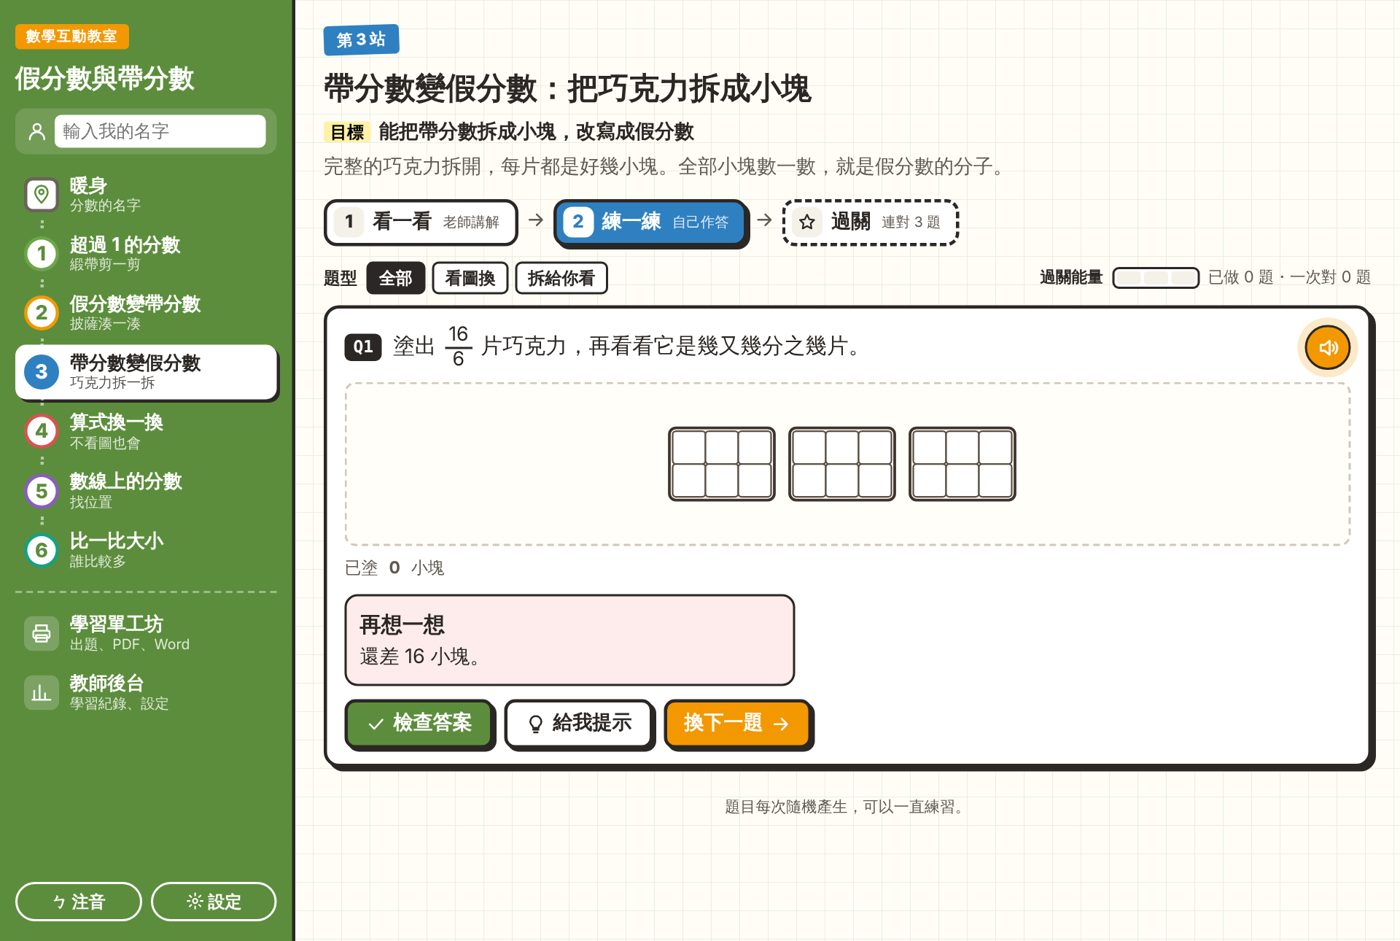 數學互動教室
假分數與帶分數
輸入我的名字
暖身
分數的名字
1
超過 1 的分數
緞帶剪一剪
2
假分數變帶分數
披薩湊一湊
3
帶分數變假分數
巧克力拆一拆
4
算式換一換
不看圖也會
5
數線上的分數
找位置
6
比一比大小
誰比較多
學習單工坊
出題、PDF、Word
教師後台
學習紀錄、設定
ㄅ 注音
設定
第 3 站
帶分數變假分數：把巧克力拆成小塊
目標 能把帶分數拆成小塊，改寫成假分數
完整的巧克力拆開，每片都是好幾小塊。全部小塊數一數，就是假分數的分子。
1 看一看 老師講解 → 2 練一練 自己作答 → 過關 連對 3 題
題型 全部 看圖換 拆給你看
過關能量 已做 0 題・一次對 0 題
Q1 塗出 16/6 片巧克力，再看看它是幾又幾分之幾片。
已塗 0 小塊
再想一想
還差 16 小塊。
檢查答案 給我提示 換下一題 →
題目每次隨機產生，可以一直練習。